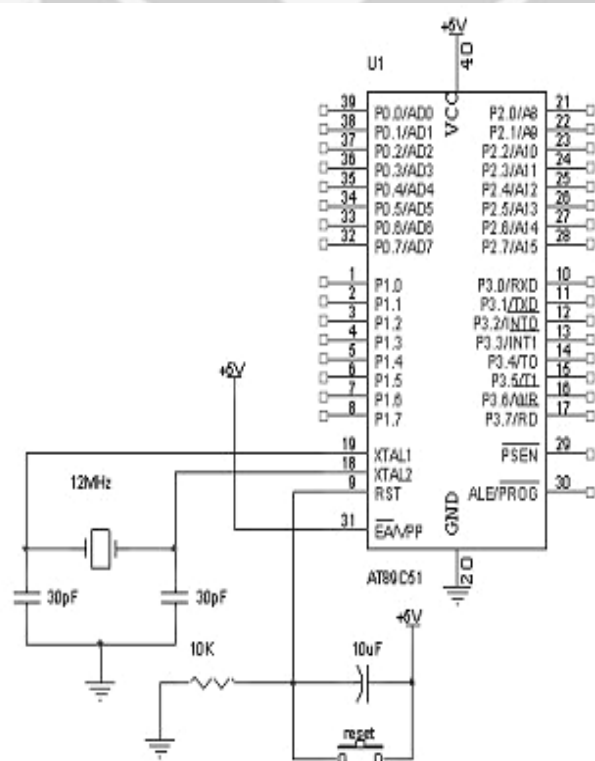 +5V
40
U1
VCC
39 P0.0/AD0 P2.0/A8 21
38 P0.1/AD1 P2.1/A9 22
37 P0.2/AD2 P2.2/A10 23
36 P0.3/AD3 P2.3/A11 24
35 P0.4/AD4 P2.4/A12 25
34 P0.5/AD5 P2.5/A13 26
33 P0.6/AD6 P2.6/A14 27
32 P0.7/AD7 P2.7/A15 28
1 P1.0 P3.0/RXD 10
2 P1.1 P3.1/TXD 11
3 P1.2 P3.2/INT0 12
4 P1.3 P3.3/INT1 13
5 P1.4 P3.4/T0 14
6 P1.5 P3.5/T1 15
7 P1.6 P3.6/WR 16
8 P1.7 P3.7/RD 17
+5V
19 XTAL1 PSEN 29
18 XTAL2
9 RST ALE/PROG 30
12MHz
31 EA/VPP
GND
20
AT89C51
30pF 30pF
+5V
10K 10uF
reset